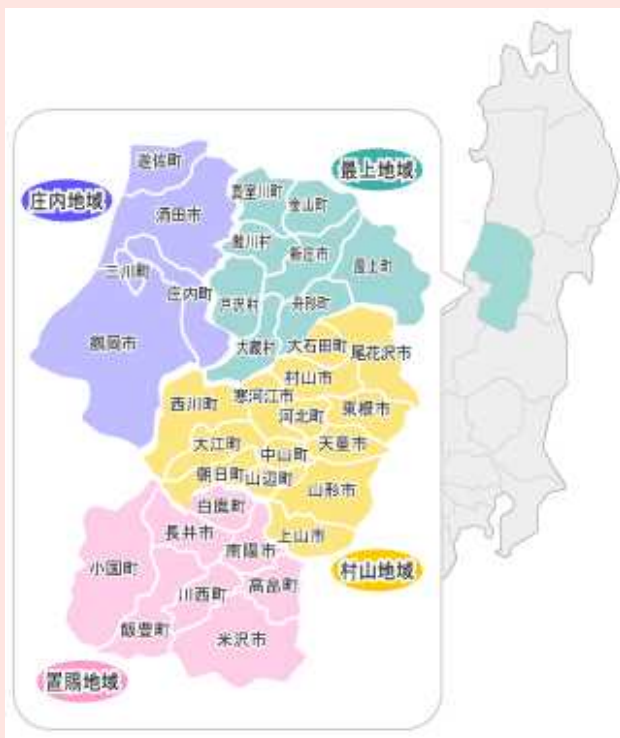 遊佐町
真室川町
金山町
最上地域
庄内地域
酒田市
鮭川村
新庄市
三川町
最上町
庄内町
戸沢村
舟形町
鶴岡市
大蔵村
大石田町
尾花沢市
村山市
西川町
寒河江市
河北町
東根市
大江町
天童市
中山町
朝日町
山辺町
山形市
白鷹町
長井市
上山市
南陽市
小国町
村山地域
高畠町
川西町
飯豊町
米沢市
置賜地域